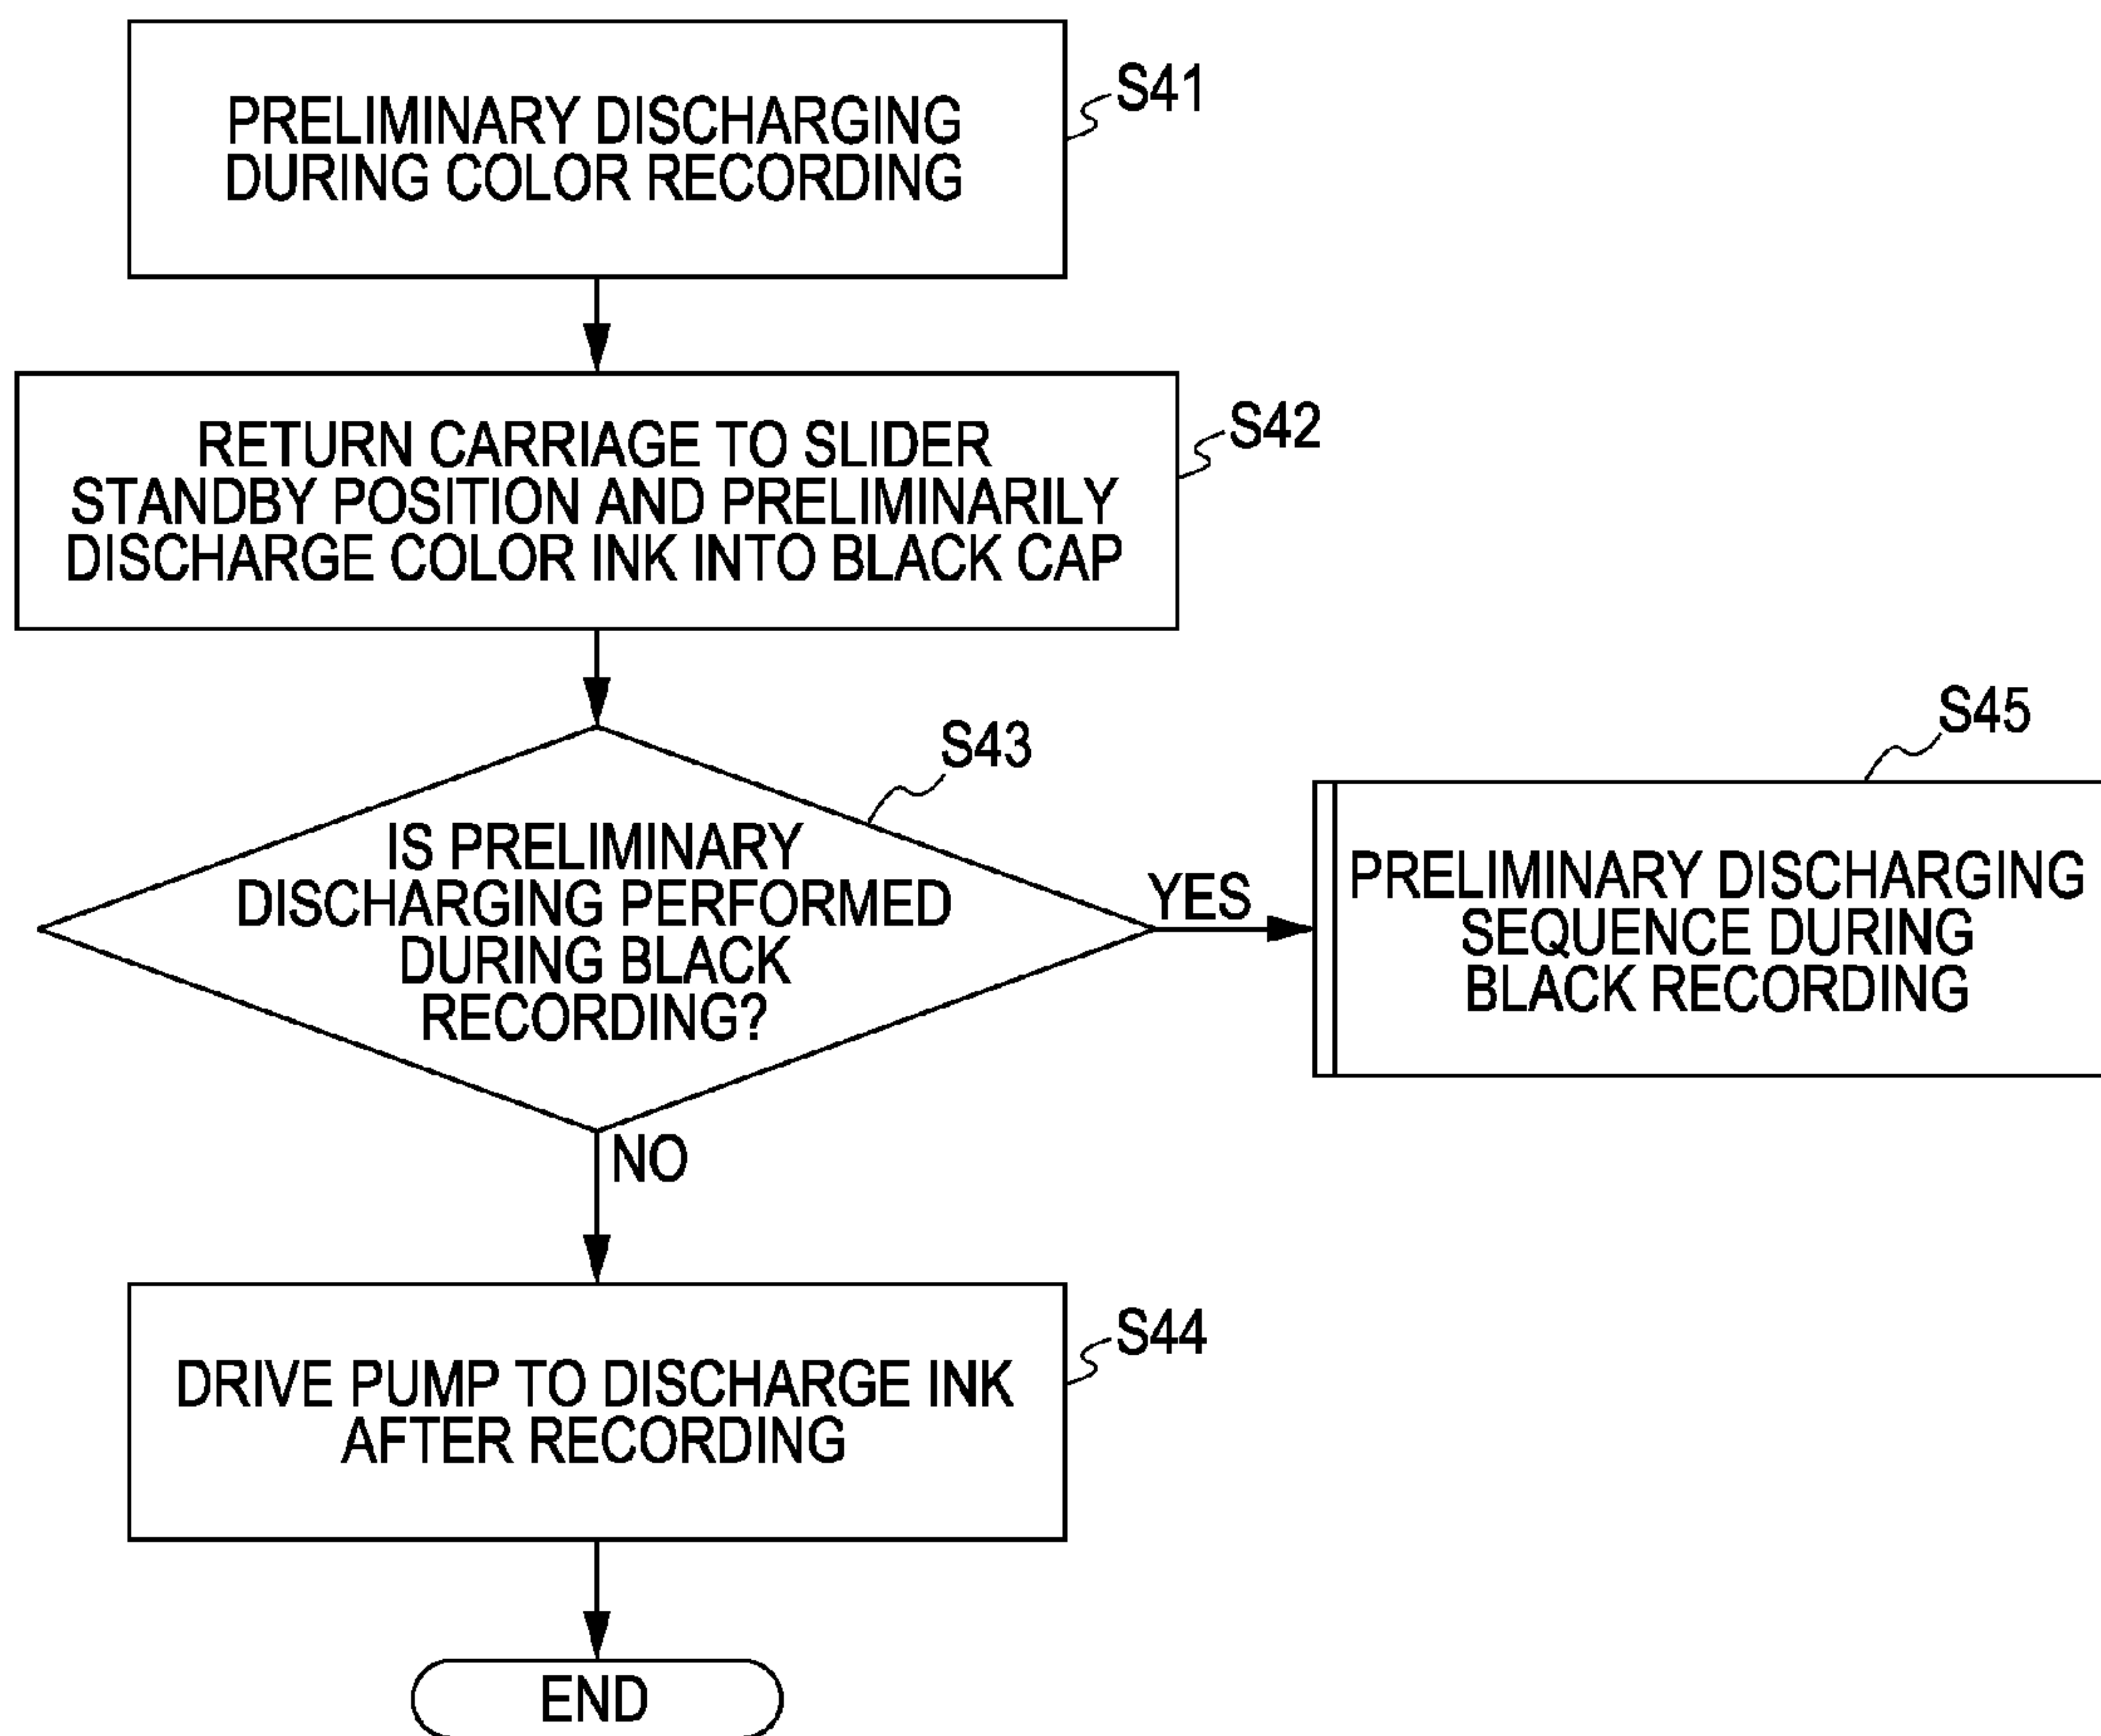 S41
PRELIMINARY DISCHARGING
DURING COLOR RECORDING
S42
RETURN CARRIAGE TO SLIDER
STANDBY POSITION AND PRELIMINARILY
DISCHARGE COLOR INK INTO BLACK CAP
S43
IS PRELIMINARY
DISCHARGING PERFORMED
DURING BLACK
RECORDING?
YES
S45
PRELIMINARY DISCHARGING
SEQUENCE DURING
BLACK RECORDING
NO
S44
DRIVE PUMP TO DISCHARGE INK
AFTER RECORDING
END